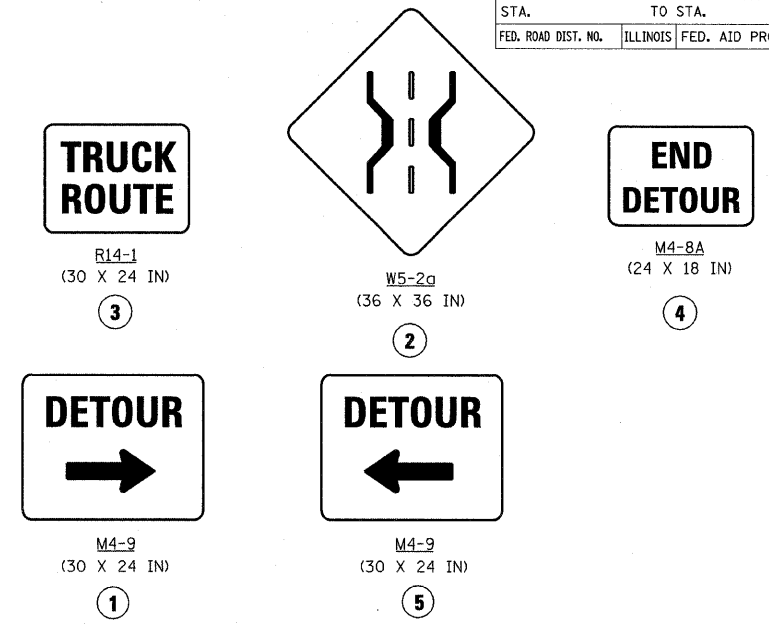 STA. TO STA.
FED. ROAD DIST. NO. ILLINOIS FED. AID
TRUCK
ROUTE
R14-1
(30 X 24 IN)
3
W5-2a
(36 X 36 IN)
2
END
DETOUR
M4-8A
(24 X 18 IN)
4
DETOUR
M4-9
(30 X 24 IN)
1
DETOUR
M4-9
(30 X 24 IN)
5